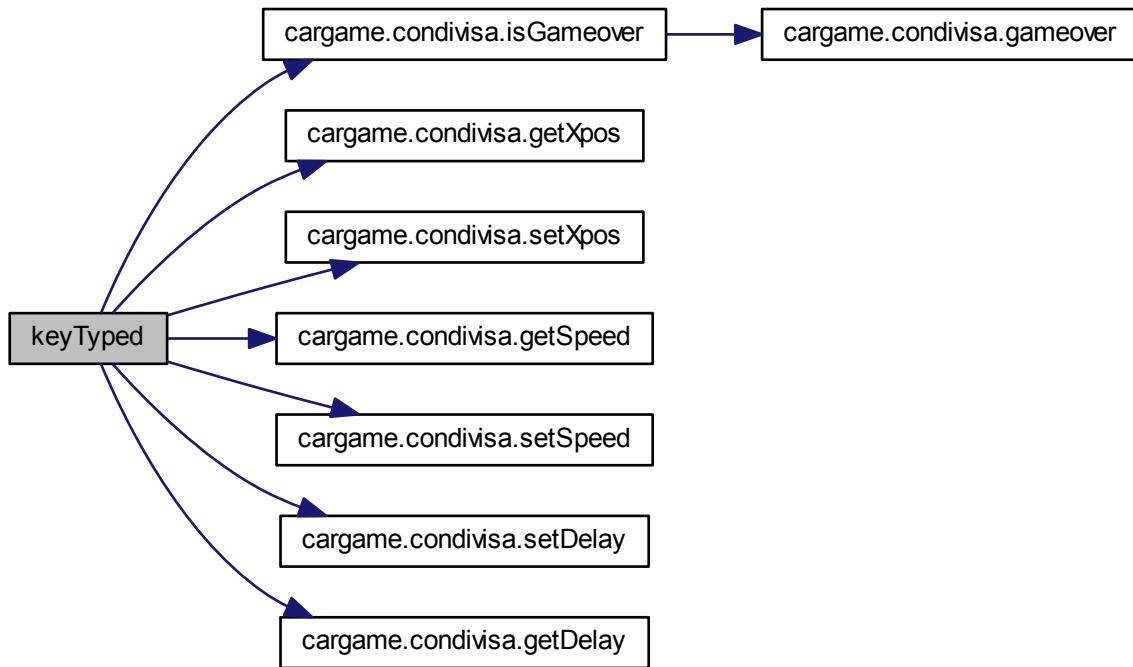 cargame.condivisa.isGameover
cargame.condivisa.gameover
cargame.condivisa.getXpos
cargame.condivisa.setXpos
keyTyped
cargame.condivisa.getSpeed
cargame.condivisa.setSpeed
cargame.condivisa.setDelay
cargame.condivisa.getDelay